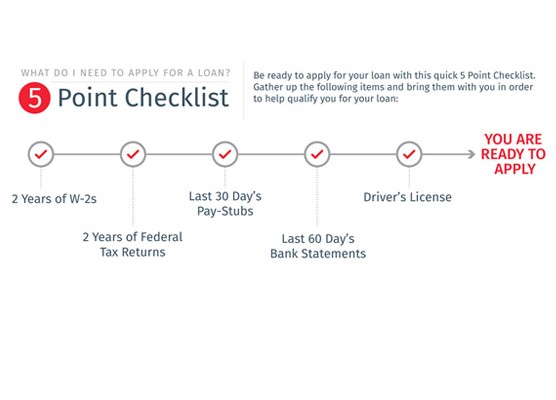 WHAT DO I NEED TO APPLY FOR A LOAN?
5 Point Checklist
Be ready to apply for your loan with this quick 5 Point Checklist.
Gather up the following items and bring them with you in order
to help qualify you for your loan:
2 Years of W-2s
2 Years of Federal
Tax Returns
Last 30 Day's
Pay-Stubs
Last 60 Day's
Bank Statements
Driver's License
YOU ARE
READY TO
APPLY